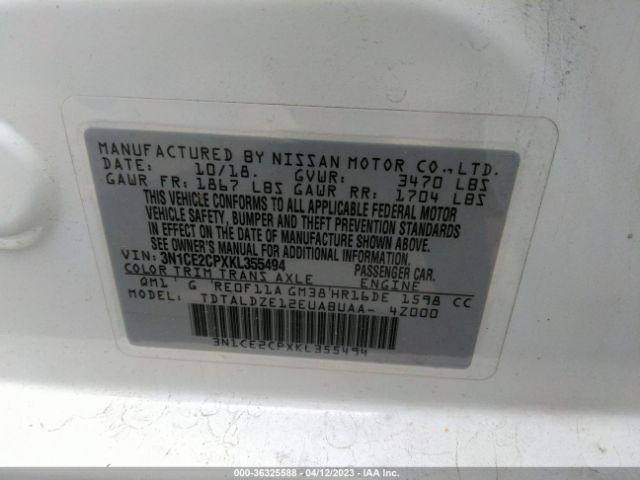 MANUFACTURED BY NISSAN MOTOR CO.,LTD.
DATE: 10/18. GVWR: 3470 LBS
GAWR FR: 1867 LBS GAWR RR: 1704 LBS
THIS VEHICLE CONFORMS TO ALL APPLICABLE FEDERAL MOTOR
VEHICLE SAFETY, BUMPER AND THEFT PREVENTION STANDARDS
IN EFFECT ON THE DATE OF MANUFACTURE SHOWN ABOVE.
SEE OWNER'S MANUAL FOR ADDITIONAL INFORMATION.
VIN: 3N1CE2CPXKL355494 PASSENGER CAR.
COLOR TRIM TRANS AXLE ENGINE
QM1 G RE0F11A GM38 HR16DE 1598 CC
MODEL: TDTALDZE12EUABUAA-4Z000
3N1CE2CPXKL355494
000-36325588 - 04/12/2023 - IAA Inc.